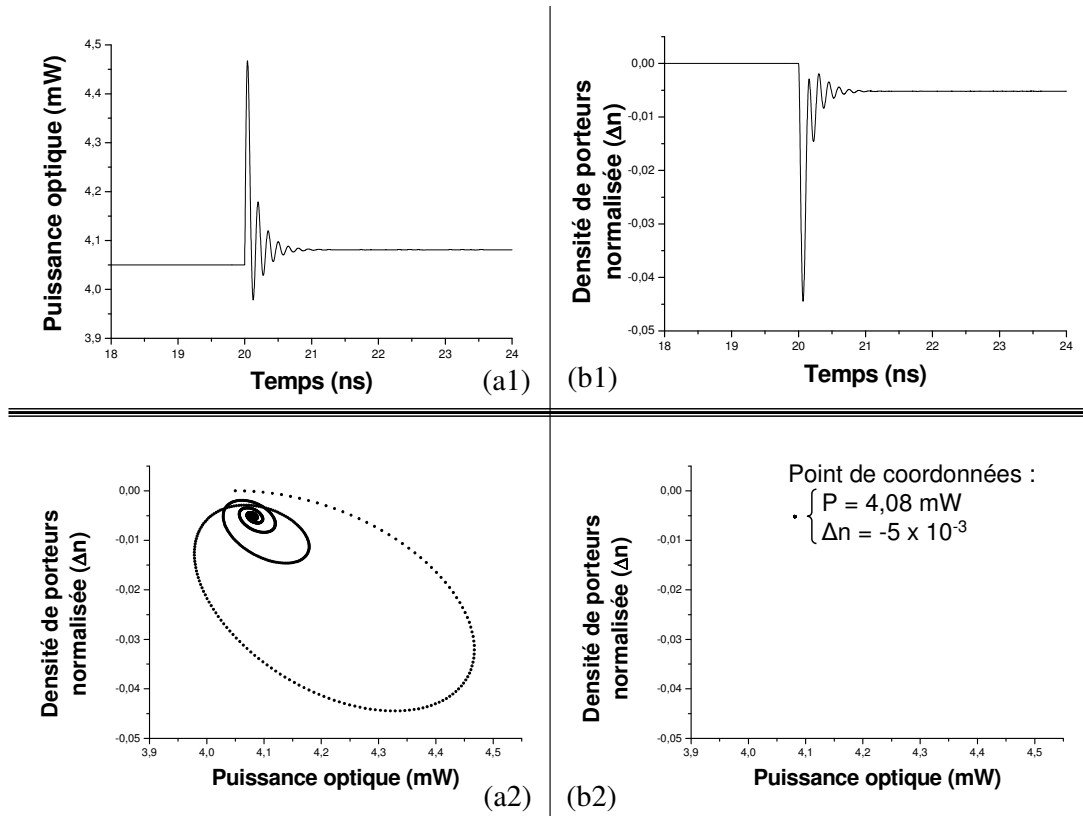 4,5
4,4
4,3
4,2
4,1
4,0
3,9
Puissance optique (mW)
18 19 20 21 22 23 24
Temps (ns)
(a1)
0,00
-0,01
-0,02
-0,03
-0,04
-0,05
Densité de porteurs
normalisée (Δn)
18 19 20 21 22 23 24
Temps (ns)
(b1)
0,00
-0,01
-0,02
-0,03
-0,04
-0,05
Densité de porteurs
normalisée (Δn)
3,9 4,0 4,1 4,2 4,3 4,4 4,5
Puissance optique (mW)
(a2)
Point de coordonnées :
P = 4,08 mW
Δn = -5 x 10⁻³
0,00
-0,01
-0,02
-0,03
-0,04
-0,05
Densité de porteurs
normalisée (Δn)
3,9 4,0 4,1 4,2 4,3 4,4 4,5
Puissance optique (mW)
(b2)